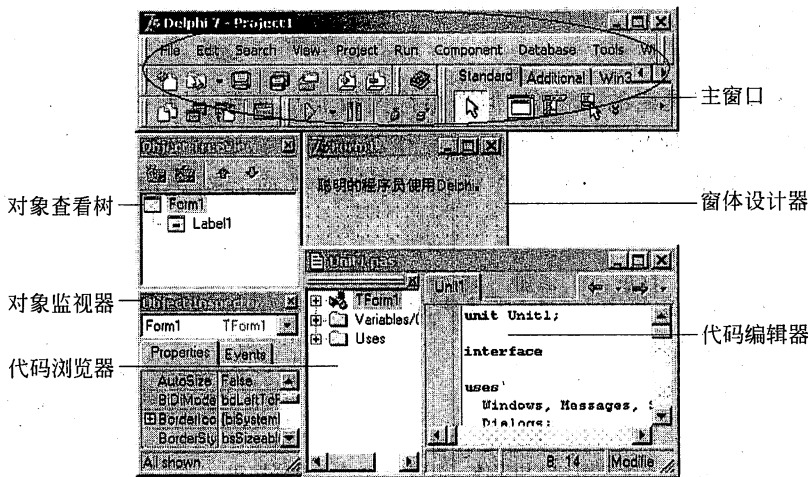 Delphi 7 - Project1
File Edit Search View Project Run Component Database Tools Wi
Standard Additional Win3
主窗口
Form1
聪明的程序员使用Delphi。
对象查看树
Form1
Label1
窗体设计器
Unit1.pas
对象监视器
Form1 TForm1
TForm1
Variables/C
Uses
Unit1
unit Unit1;
interface
uses
Windows, Messages, S
Dialogs;
代码编辑器
Properties Events
代码浏览器
AutoSize False
BiDiMode bdLeftToR
BorderIco [biSystemM
BorderSty bsSizeabl
All shown
8: 14 Modifie